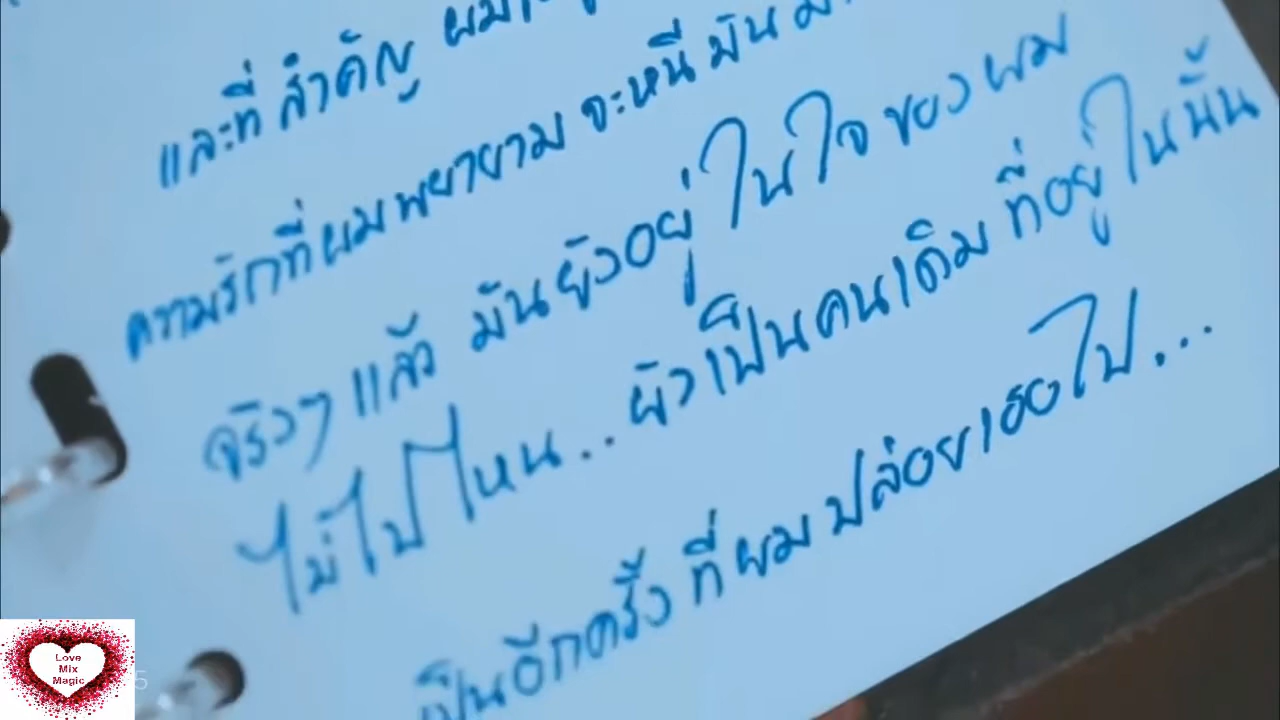 และที่ สำคัญ
ความรักที่ผมพยายาม จะหนี มัน
จริงๆ แล้ว มันยังอยู่ ในใจ ของ ผม
ไม่ไปไหน.. ยังเป็น คนเดิม ที่อยู่ ในนั้น
เป็นอีกครั้ง ที่ ผม ปล่อย เธอไป...
Love
Mix
Magic
5